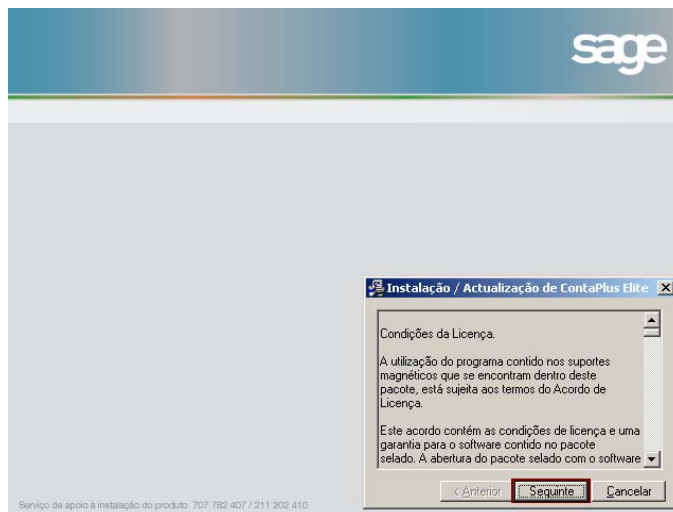 sage
Instalação / Actualização de ContaPlus Elite
Condições da Licença.
A utilização do programa contido nos suportes
magnéticos que se encontram dentro deste
pacote, está sujeita aos termos do Acordo de
Licença.
Este acordo contém as condições de licença e uma
garantia para o software contido no pacote
selado. A abertura do pacote selado com o software
< Anterior Seguinte Cancelar
Serviço de apoio à instalação do produto 707 782 407 / 211 202 410